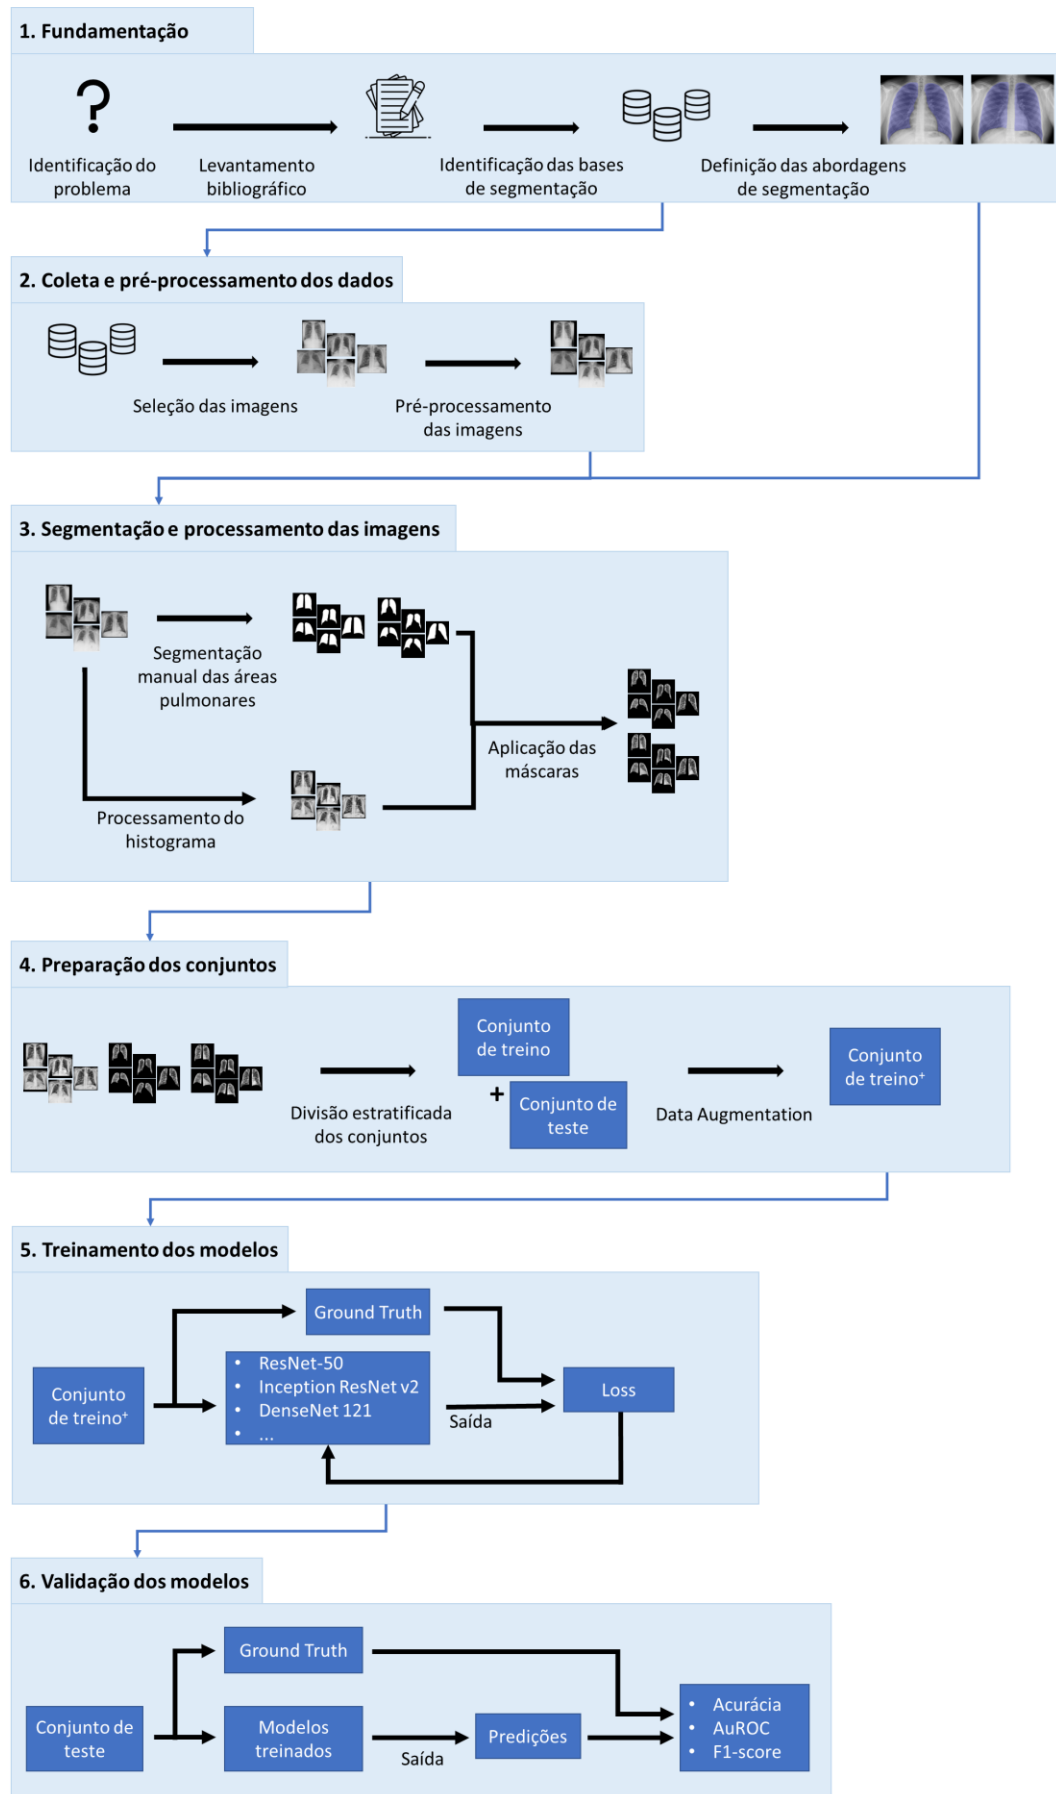 1. Fundamentação
Identificação do
problema
Levantamento
bibliográfico
Identificação das bases
de segmentação
Definição das abordagens
de segmentação
2. Coleta e pré-processamento dos dados
Seleção das imagens
Pré-processamento
das imagens
3. Segmentação e processamento das imagens
Segmentação
manual das áreas
pulmonares
Aplicação das
máscaras
Processamento do
histograma
4. Preparação dos conjuntos
Divisão estratificada
dos conjuntos
Conjunto
de treino
+
Conjunto de
teste
Data Augmentation
Conjunto
de treino⁺
5. Treinamento dos modelos
Conjunto
de treino⁺
Ground Truth
• ResNet-50
• Inception ResNet v2
• DenseNet 121
• ...
Saída
Loss
6. Validação dos modelos
Conjunto de
teste
Ground Truth
Modelos
treinados
Saída
Predições
• Acurácia
• AuROC
• F1-score